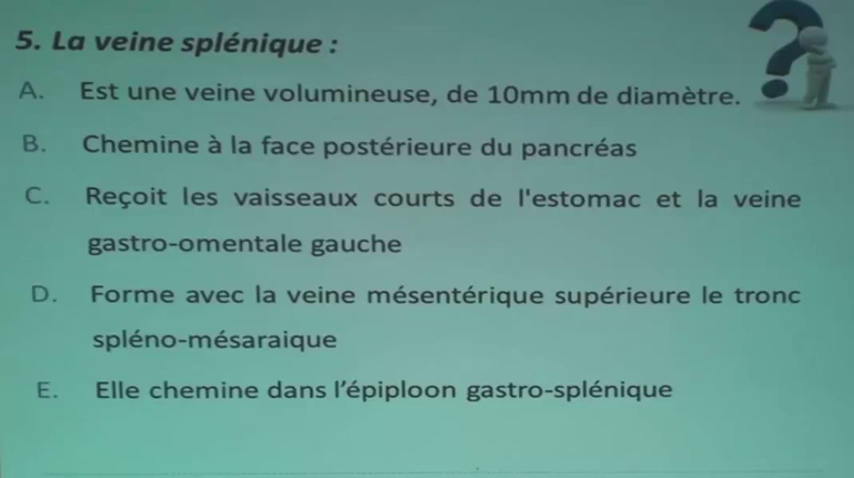 5. La veine splénique :
A. Est une veine volumineuse, de 10mm de diamètre.
B. Chemine à la face postérieure du pancréas
C. Reçoit les vaisseaux courts de l'estomac et la veine
gastro-omentale gauche
D. Forme avec la veine mésentérique supérieure le tronc
spléno-mésaraique
E. Elle chemine dans l’épiploon gastro-splénique